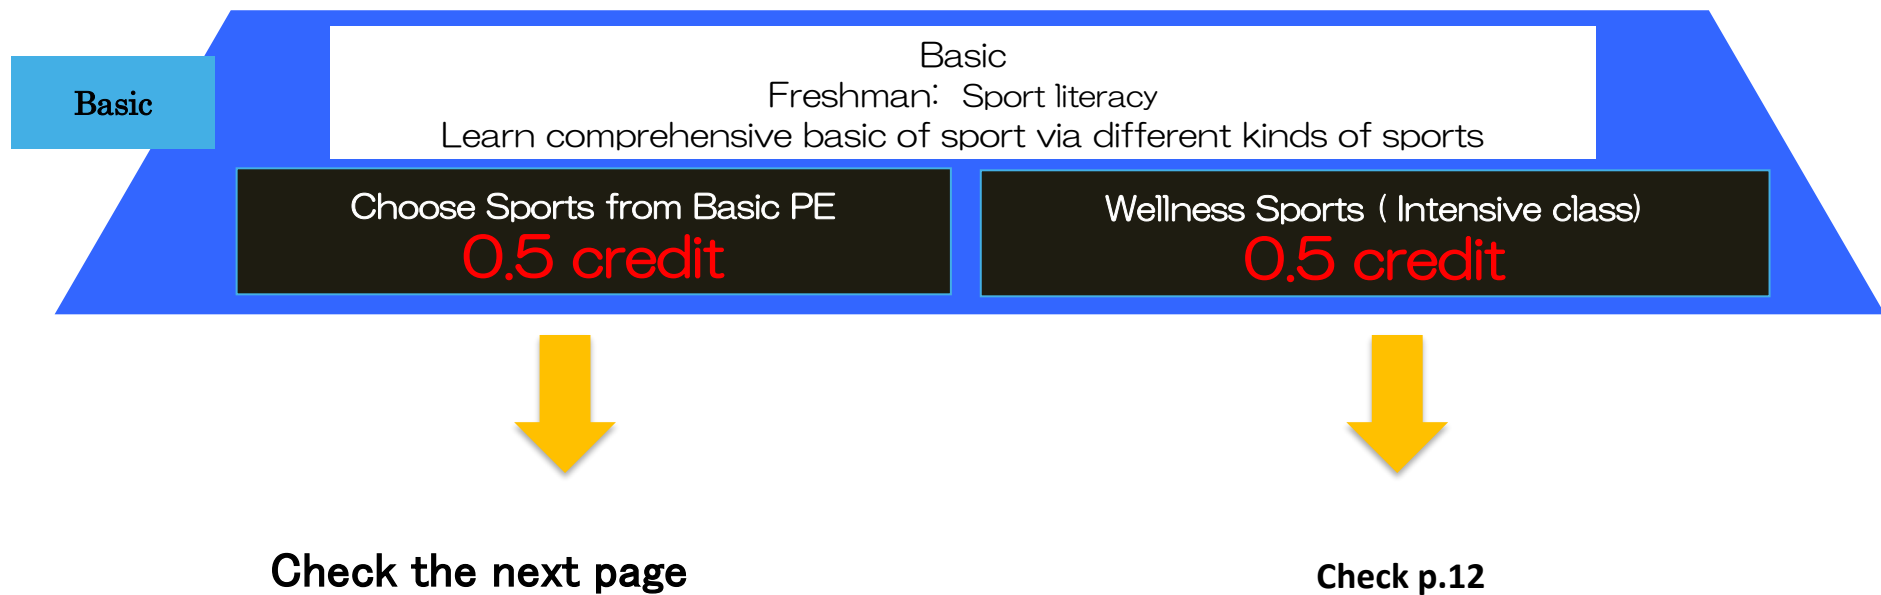 Basic
Basic
Freshman: Sport literacy
Learn comprehensive basic of sport via different kinds of sports
Choose Sports from Basic PE
0.5 credit
Wellness Sports ( Intensive class)
0.5 credit
Check the next page
Check p.12